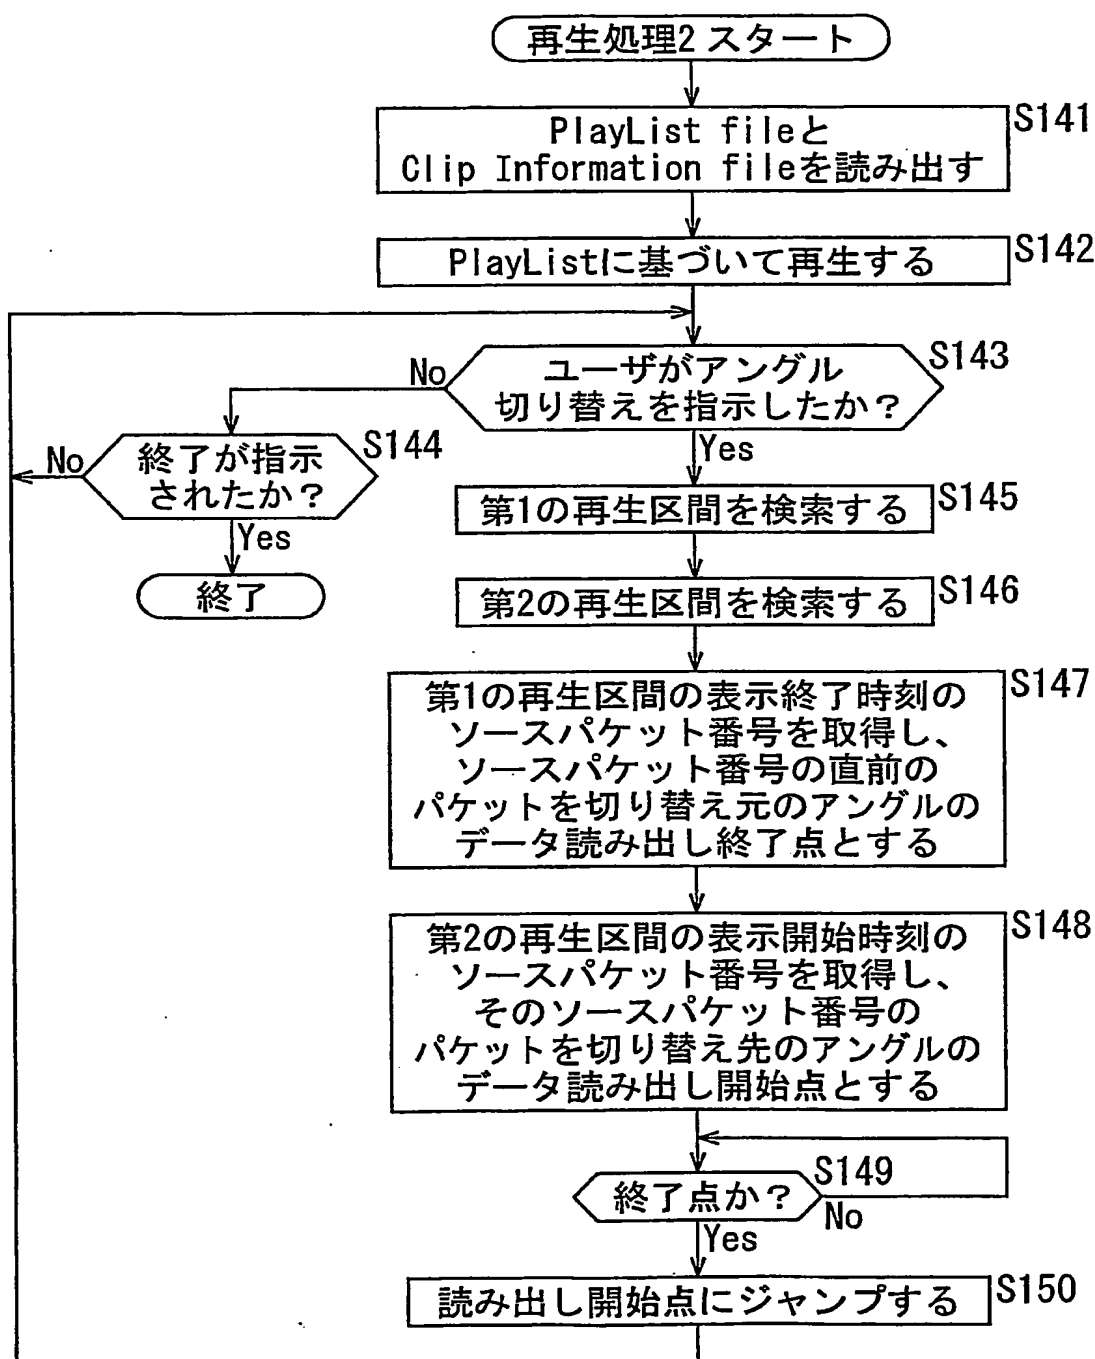 再生処理2 スタート
S141
PlayList fileと
Clip Information fileを読み出す
S142
PlayListに基づいて再生する
S143
ユーザがアングル
切り替えを指示したか？
No
Yes
S144
終了が指示
されたか？
No
Yes
終了
S145
第1の再生区間を検索する
S146
第2の再生区間を検索する
S147
第1の再生区間の表示終了時刻の
ソースパケット番号を取得し、
ソースパケット番号の直前の
パケットを切り替え元のアングルの
データ読み出し終了点とする
S148
第2の再生区間の表示開始時刻の
ソースパケット番号を取得し、
そのソースパケット番号の
パケットを切り替え先のアングルの
データ読み出し開始点とする
S149
終了点か？
No
Yes
S150
読み出し開始点にジャンプする